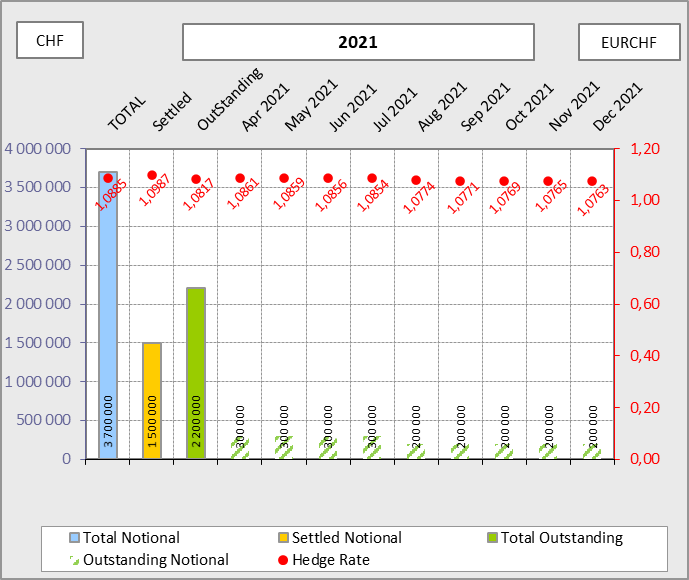 CHF
2021
EURCHF
TOTAL
Settled
OutStanding
Apr 2021
May 2021
Jun 2021
Jul 2021
Aug 2021
Sep 2021
Oct 2021
Nov 2021
Dec 2021
4 000 000
3 500 000
3 000 000
2 500 000
2 000 000
1 500 000
1 000 000
500 000
0
1,20
1,00
0,80
0,60
0,40
0,20
0,00
1,0885
1,0987
1,0817
1,0861
1,0859
1,0856
1,0854
1,0774
1,0771
1,0769
1,0765
1,0763
3 700 000
1 500 000
2 200 000
300 000
300 000
300 000
300 000
200 000
200 000
200 000
200 000
200 000
Total Notional
Settled Notional
Total Outstanding
Outstanding Notional
Hedge Rate